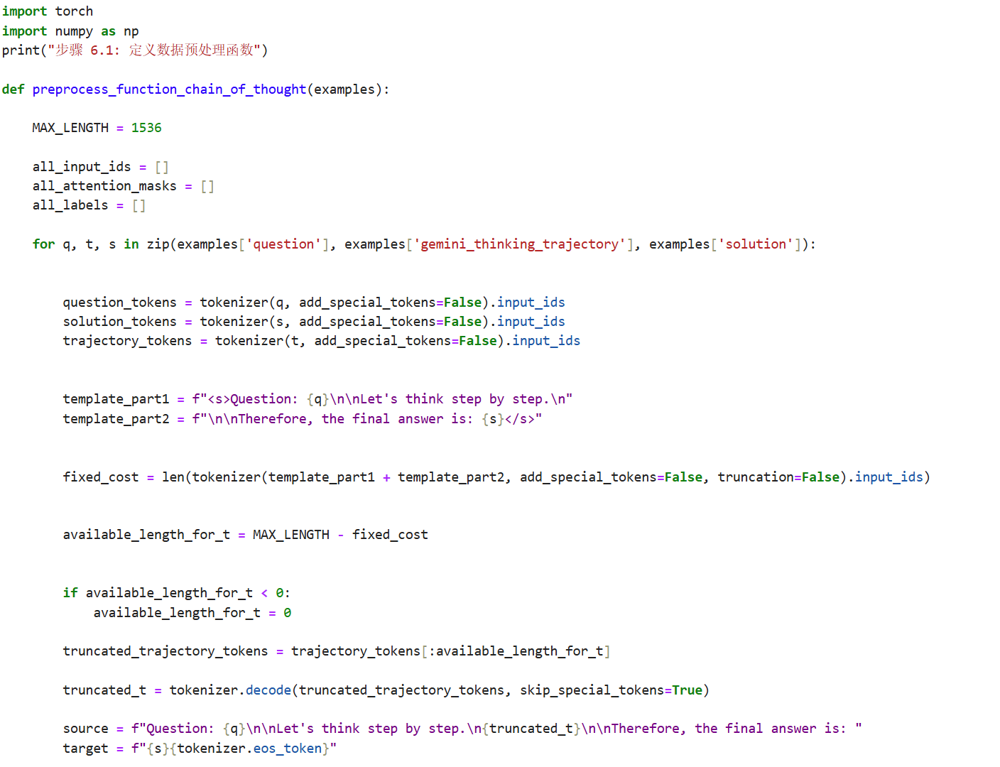 import torch
import numpy as np
print("步骤 6.1: 定义数据预处理函数")
def preprocess_function_chain_of_thought(examples):
    MAX_LENGTH = 1536
    all_input_ids = []
    all_attention_masks = []
    all_labels = []
    for q, t, s in zip(examples['question'], examples['gemini_thinking_trajectory'], examples['solution']):
        question_tokens = tokenizer(q, add_special_tokens=False).input_ids
        solution_tokens = tokenizer(s, add_special_tokens=False).input_ids
        trajectory_tokens = tokenizer(t, add_special_tokens=False).input_ids
        template_part1 = f"<s>Question: {q}\n\nLet's think step by step.\n"
        template_part2 = f"\n\nTherefore, the final answer is: {s}</s>"
        fixed_cost = len(tokenizer(template_part1 + template_part2, add_special_tokens=False, truncation=False).input_ids)
        available_length_for_t = MAX_LENGTH - fixed_cost
        if available_length_for_t < 0:
            available_length_for_t = 0
        truncated_trajectory_tokens = trajectory_tokens[:available_length_for_t]
        truncated_t = tokenizer.decode(truncated_trajectory_tokens, skip_special_tokens=True)
        source = f"Question: {q}\n\nLet's think step by step.\n{truncated_t}\n\nTherefore, the final answer is: "
        target = f"{s}{tokenizer.eos_token}"